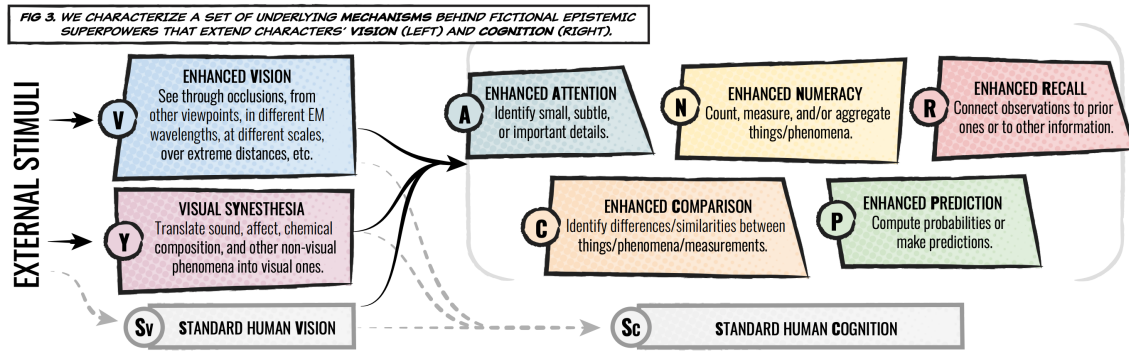 FIG 3. WE CHARACTERIZE A SET OF UNDERLYING MECHANISMS BEHIND FICTIONAL EPISTEMIC
SUPERPOWERS THAT EXTEND CHARACTERS' VISION (LEFT) AND COGNITION (RIGHT).
EXTERNAL STIMULI
V
ENHANCED VISION
See through occlusions, from
other viewpoints, in different EM
wavelengths, at different scales,
over extreme distances, etc.
Y
VISUAL SYNESTHESIA
Translate sound, affect, chemical
composition, and other non-visual
phenomena into visual ones.
SV
STANDARD HUMAN VISION
A
ENHANCED ATTENTION
Identify small, subtle,
or important details.
N
ENHANCED NUMERACY
Count, measure, and/or aggregate
things/phenomena.
R
ENHANCED RECALL
Connect observations to prior
ones or to other information.
C
ENHANCED COMPARISON
Identify differences/similarities between
things/phenomena/measurements.
P
ENHANCED PREDICTION
Compute probabilities or
make predictions.
SC
STANDARD HUMAN COGNITION